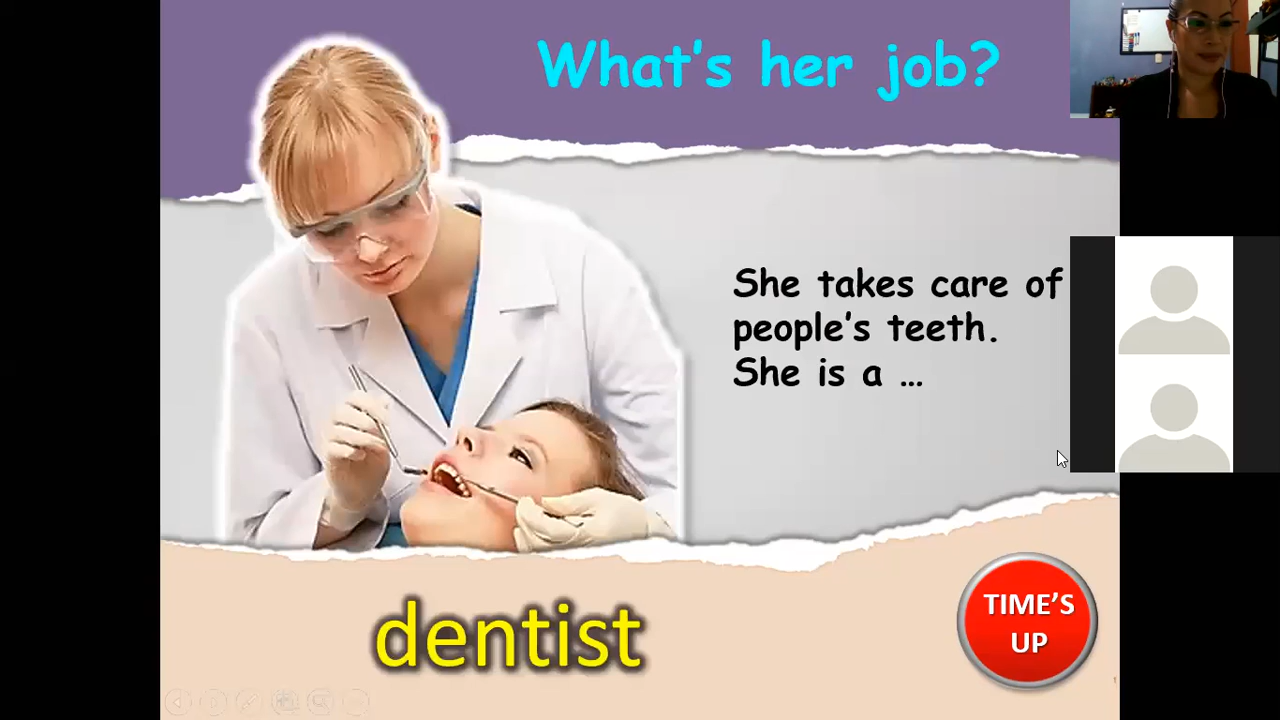 What's her job?
She takes care of
people's teeth.
She is a ...
dentist
TIME'S
UP